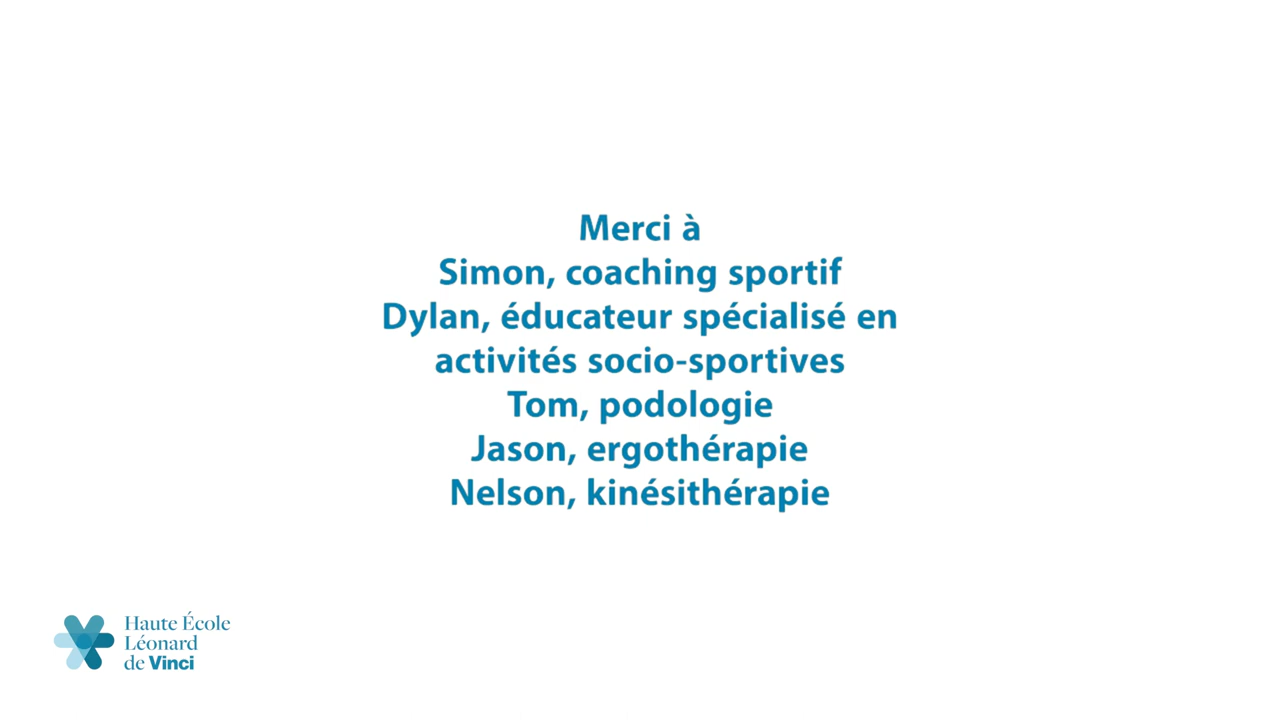 Merci à
Simon, coaching sportif
Dylan, éducateur spécialisé en
activités socio-sportives
Tom, podologie
Jason, ergothérapie
Nelson, kinésithérapie
Haute École
Léonard
de Vinci